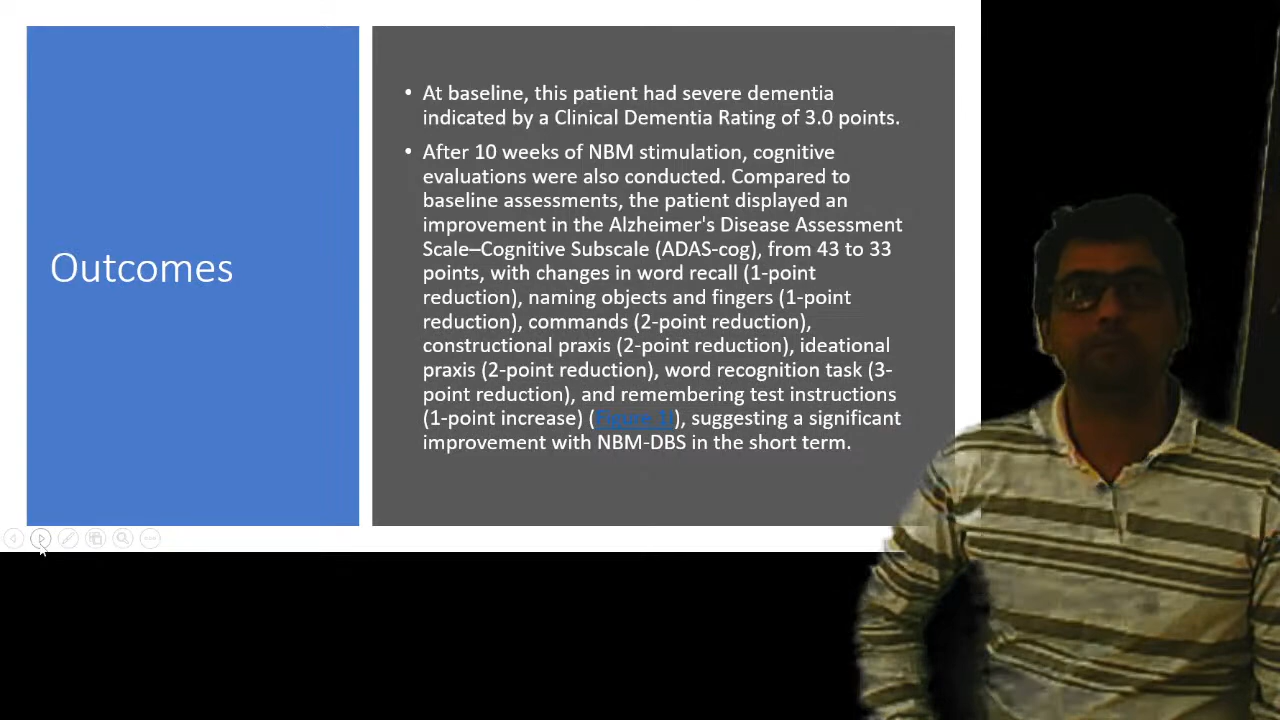 Outcomes
• At baseline, this patient had severe dementia
indicated by a Clinical Dementia Rating of 3.0 points.
• After 10 weeks of NBM stimulation, cognitive
evaluations were also conducted. Compared to
baseline assessments, the patient displayed an
improvement in the Alzheimer's Disease Assessment
Scale–Cognitive Subscale (ADAS-cog), from 43 to 33
points, with changes in word recall (1-point
reduction), naming objects and fingers (1-point
reduction), commands (2-point reduction),
constructional praxis (2-point reduction), ideational
praxis (2-point reduction), word recognition task (3-
point reduction), and remembering test instructions
(1-point increase) (Figure 1I), suggesting a significant
improvement with NBM-DBS in the short term.